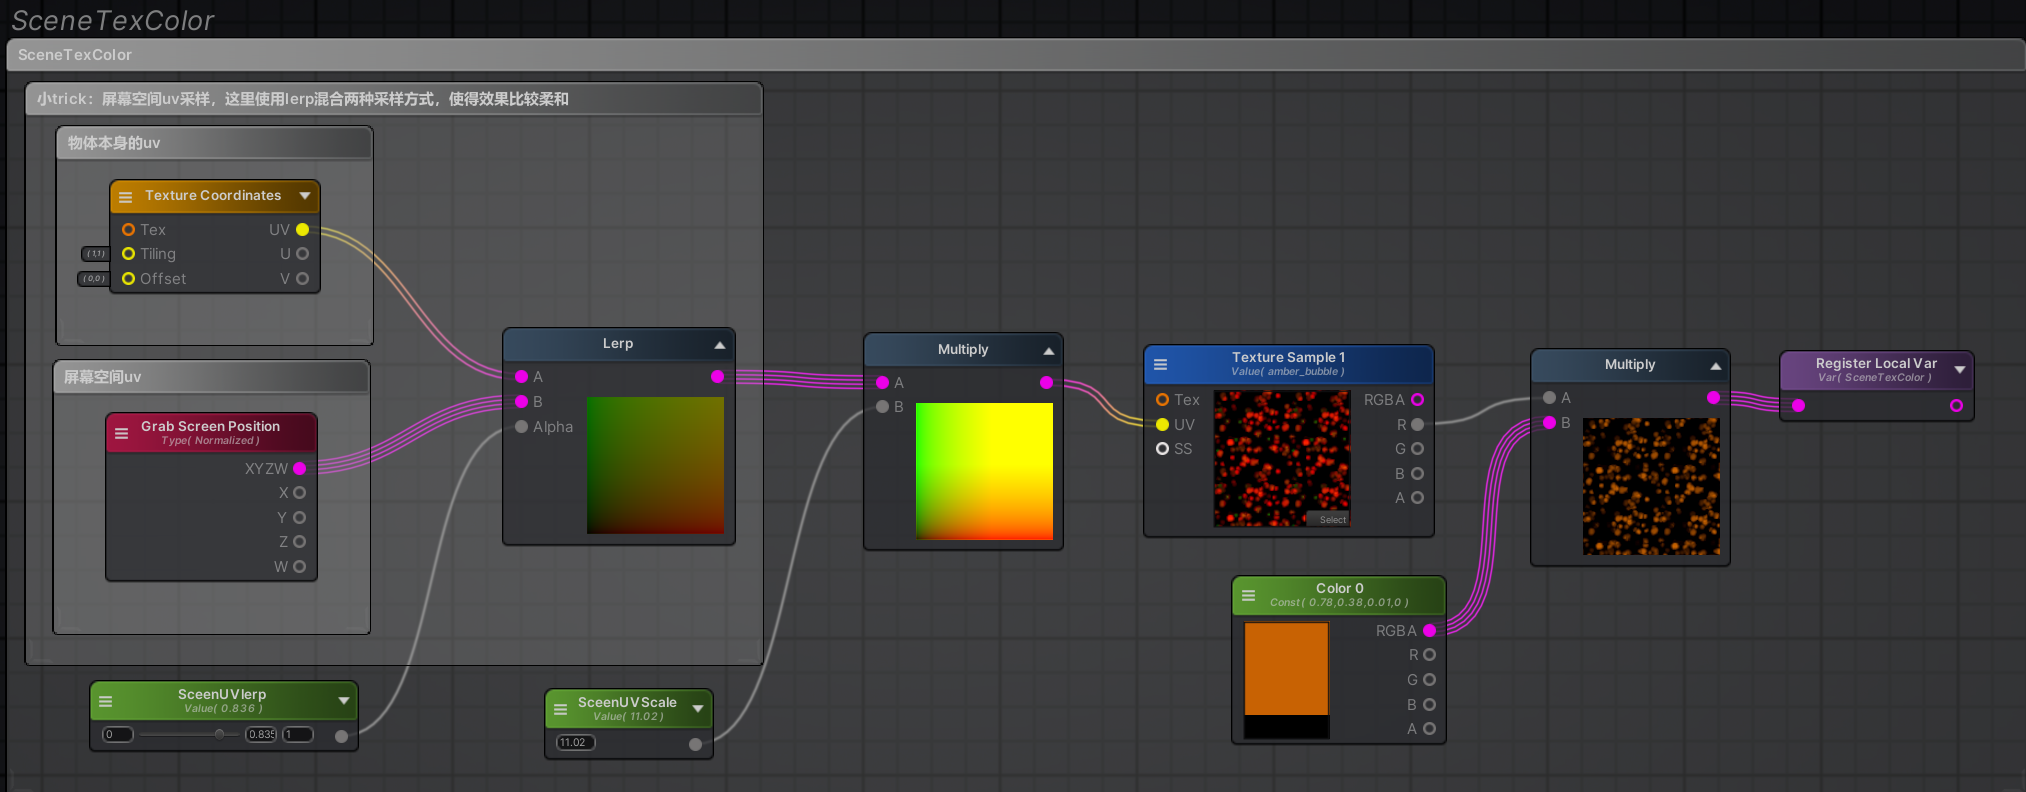 SceneTexColor
SceneTexColor
小trick：屏幕空间uv采样，这里使用lerp混合两种采样方式，使得效果比较柔和
物体本身的uv
Texture Coordinates
Tex
UV
(1,1)
Tiling
U
(0,0)
Offset
V
屏幕空间uv
Grab Screen Position
Type( Normalized )
XYZW
X
Y
Z
W
SceenUVlerp
Value( 0.836 )
0
0.835
1
Lerp
A
B
Alpha
SceenUVScale
Value( 11.02 )
11.02
Multiply
A
B
Texture Sample 1
Value( amber_bubble )
Tex
RGBA
UV
R
SS
G
B
A
Select
Color 0
Const( 0.78,0.38,0.01,0 )
RGBA
R
G
B
A
Multiply
A
B
Register Local Var
Var( SceneTexColor )